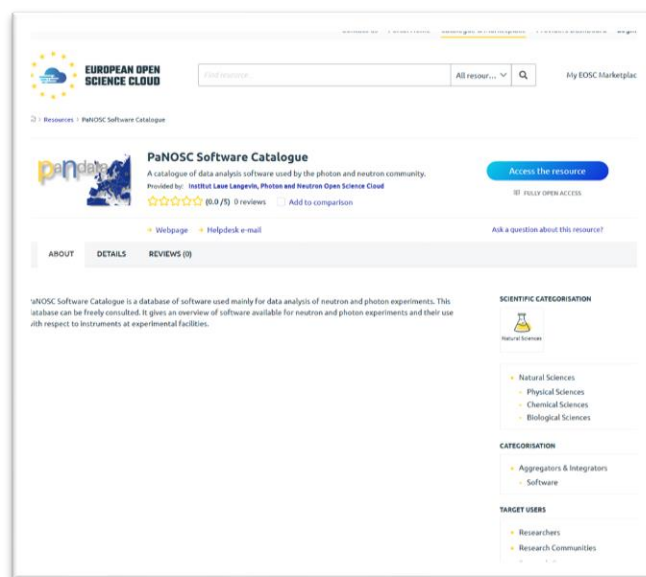 EUROPEAN OPEN
SCIENCE CLOUD
Find resource...
All resour...
My EOSC Marketplac
Resources
PaNOSC Software Catalogue
pandata
PaNOSC Software Catalogue
A catalogue of data analysis software used by the photon and neutron community.
Provided by: Institut Laue Langevin, Photon and Neutron Open Science Cloud
(0.0 /5) 0 reviews Add to comparison
Access the resource
FULLY OPEN ACCESS
Webpage Helpdesk e-mail
Ask a question about this resource?
ABOUT DETAILS REVIEWS (0)
aNOSC Software Catalogue is a database of software used mainly for data analysis of neutron and photon experiments. This
atabase can be freely consulted. It gives an overview of software available for neutron and photon experiments and their use
ith respect to instruments at experimental facilities.
SCIENTIFIC CATEGORISATION
Natural Sciences
Natural Sciences
Physical Sciences
Chemical Sciences
Biological Sciences
CATEGORISATION
Aggregators & Integrators
Software
TARGET USERS
Researchers
Research Communities